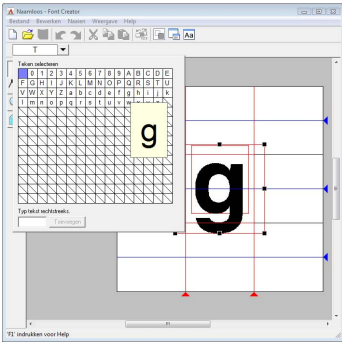 Naamloos - Font Creator
Bestand Bewerken Nazien Weergave Help
T
Teken selecteren
0 1 2 3 4 5 6 7 8 9 A B C D E
F G H I J K L M N O P Q R S T U
V W X Y Z a b c d e f g h i j k
l m n o p q r s t u v w x y z
g
g
Typ tekst rechtstreeks.
Toevoegen
'F1' indrukken voor Help